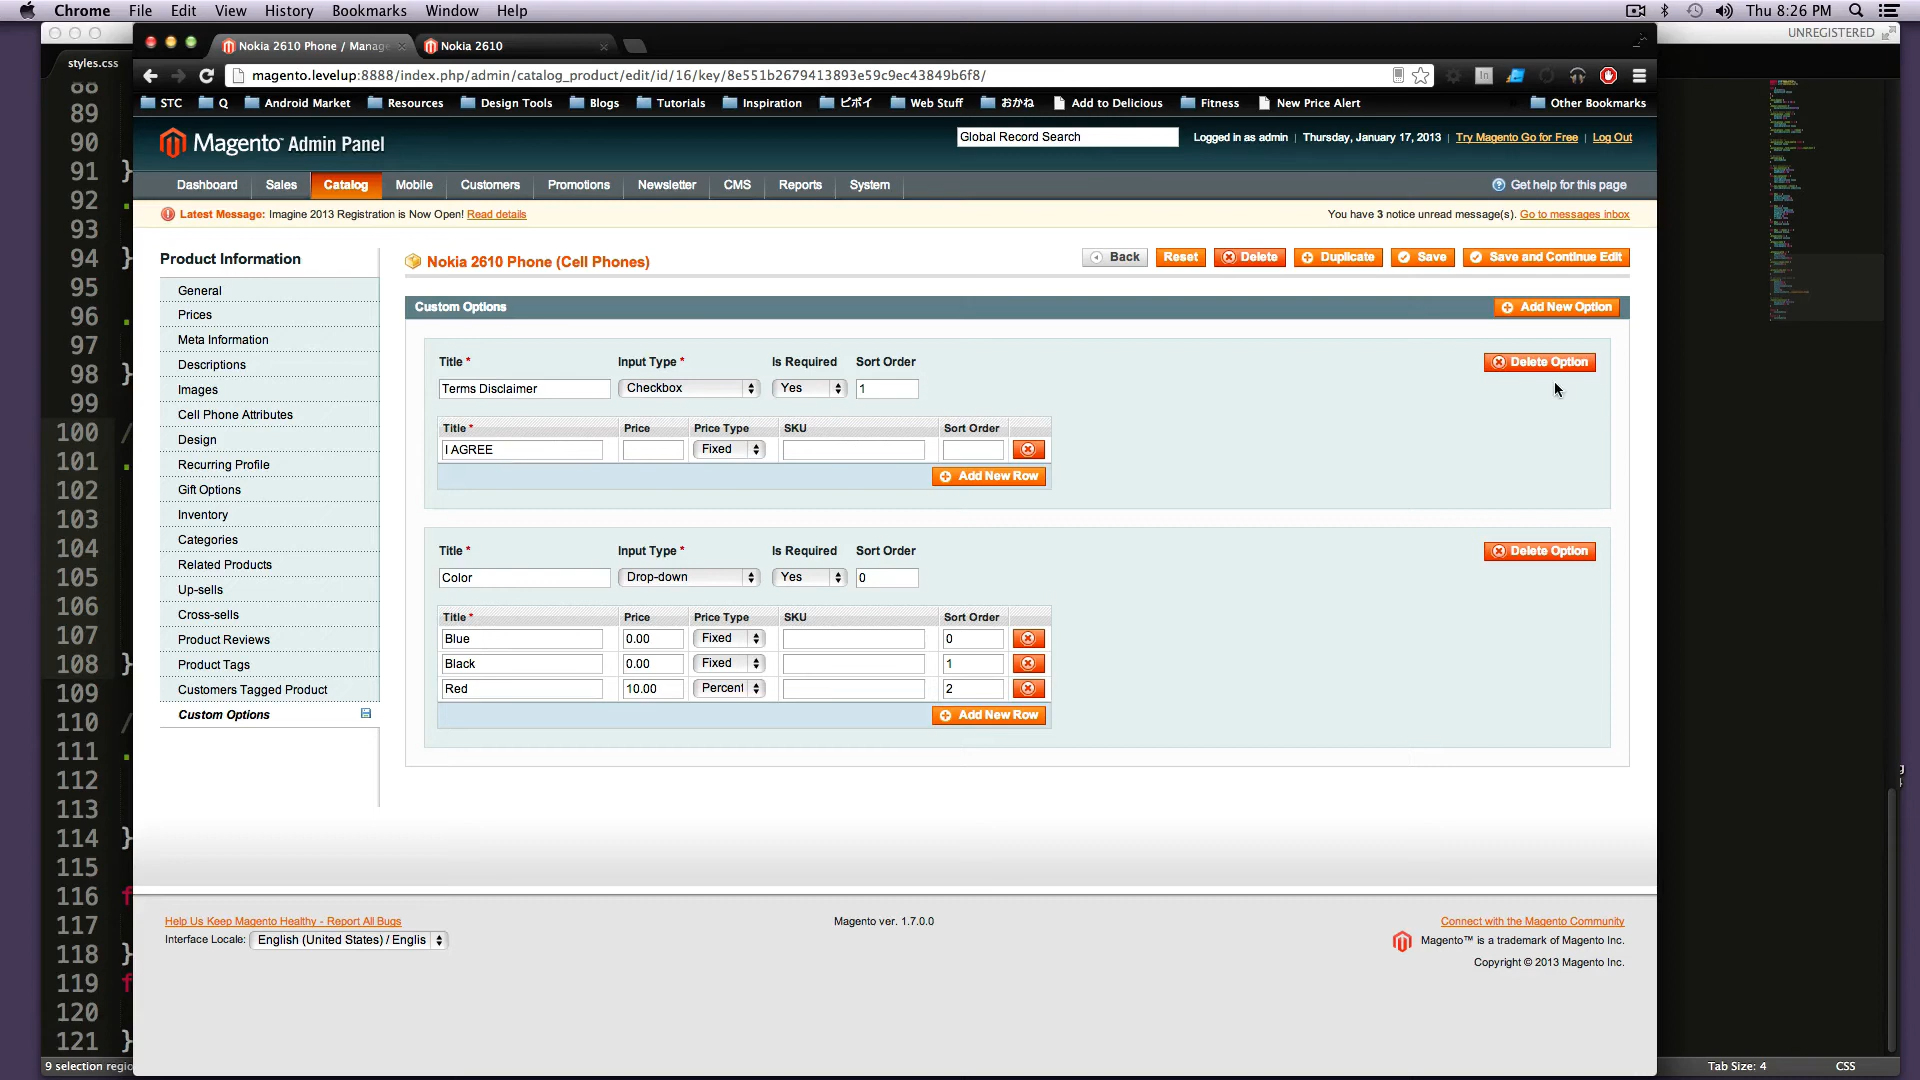 Chrome File Edit View History Bookmarks Window Help Thu 8:26 PM
UNREGISTERED
styles.css
Nokia 2610 Phone / Manage
Nokia 2610
magento.levelup:8888/index.php/admin/catalog_product/edit/id/16/key/8e551b2679413893e59c9ec43849b6f8/
STC Q Android Market Resources Design Tools Blogs Tutorials Inspiration ビボイ Web Stuff おかね Add to Delicious Fitness New Price Alert Other Bookmarks
Magento™ Admin Panel
Global Record Search
Logged in as admin | Thursday, January 17, 2013 | Try Magento Go for Free | Log Out
Dashboard Sales Catalog Mobile Customers Promotions Newsletter CMS Reports System
Get help for this page
Latest Message: Imagine 2013 Registration is Now Open! Read details
You have 3 notice unread message(s). Go to messages inbox
Product Information
General
Prices
Meta Information
Descriptions
Images
Cell Phone Attributes
Design
Recurring Profile
Gift Options
Inventory
Categories
Related Products
Up-sells
Cross-sells
Product Reviews
Product Tags
Customers Tagged Product
Custom Options
Nokia 2610 Phone (Cell Phones)
Back Reset Delete Duplicate Save Save and Continue Edit
Custom Options
Add New Option
Title * Input Type * Is Required Sort Order
Delete Option
Terms Disclaimer Checkbox Yes 1
Title * Price Price Type SKU Sort Order
I AGREE Fixed
Add New Row
Title * Input Type * Is Required Sort Order
Delete Option
Color Drop-down Yes 0
Title * Price Price Type SKU Sort Order
Blue 0.00 Fixed 0
Black 0.00 Fixed 1
Red 10.00 Percent 2
Add New Row
Help Us Keep Magento Healthy - Report All Bugs
Interface Locale: English (United States) / Englis
Magento ver. 1.7.0.0
Connect with the Magento Community
Magento™ is a trademark of Magento Inc.
Copyright © 2013 Magento Inc.
88
89
90
91 }
92 .
93
94 }
95
96 .
97
98 }
99
100 /
101 .
102
103
104
105
106
107
108 }
109
110 /
111 .
112
113
114 }
115
116 f
117
118 }
119 f
120
121 }
9 selection regio
Tab Size: 4
CSS